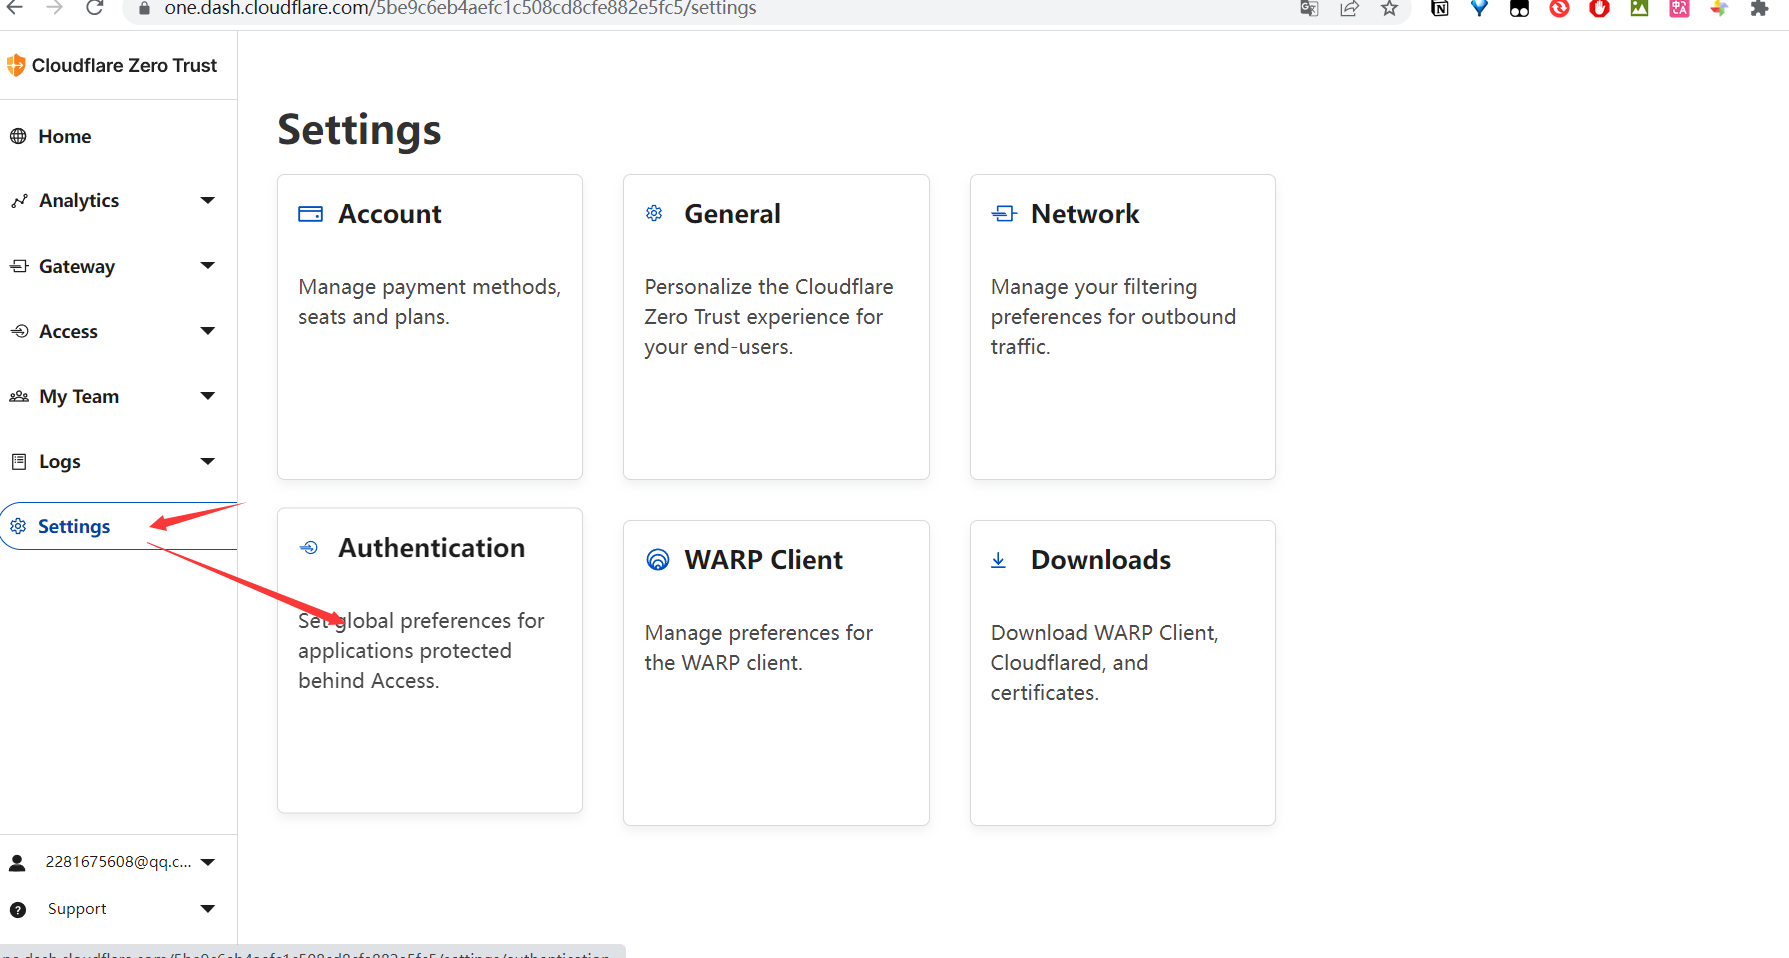 one.dash.cloudflare.com/5be9c6eb4aefc1c508cd8cfe882e5fc5/settings
Cloudflare Zero Trust
Home
Analytics
Gateway
Access
My Team
Logs
Settings
2281675608@qq.c...
Support
Settings
Account
Manage payment methods,
seats and plans.
General
Personalize the Cloudflare
Zero Trust experience for
your end-users.
Network
Manage your filtering
preferences for outbound
traffic.
Authentication
Set global preferences for
applications protected
behind Access.
WARP Client
Manage preferences for
the WARP client.
Downloads
Download WARP Client,
Cloudflared, and
certificates.